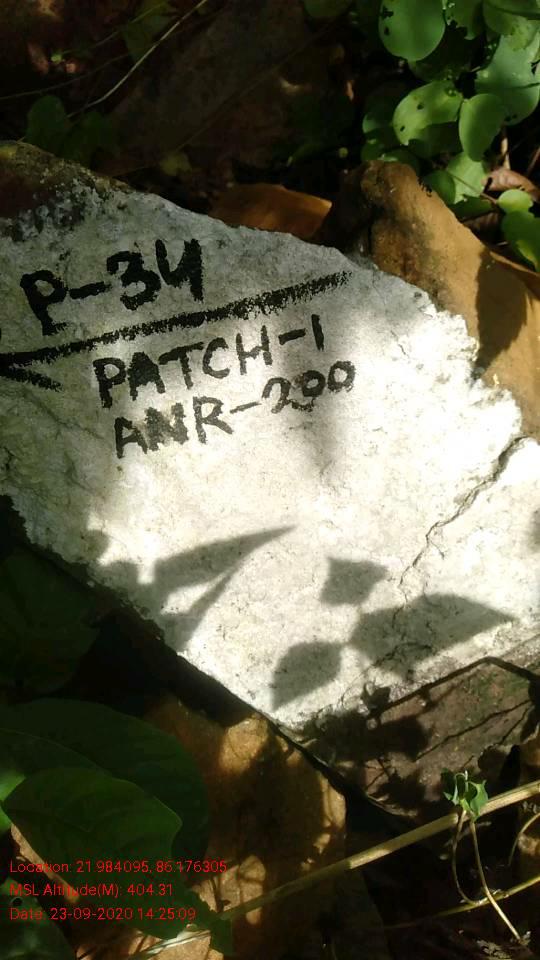 P-34
PATCH-1
ANR-200
Location: 21.984095, 86.176305
MSL Altitude(M): 404.31
Date: 23-09-2020 14:25:09